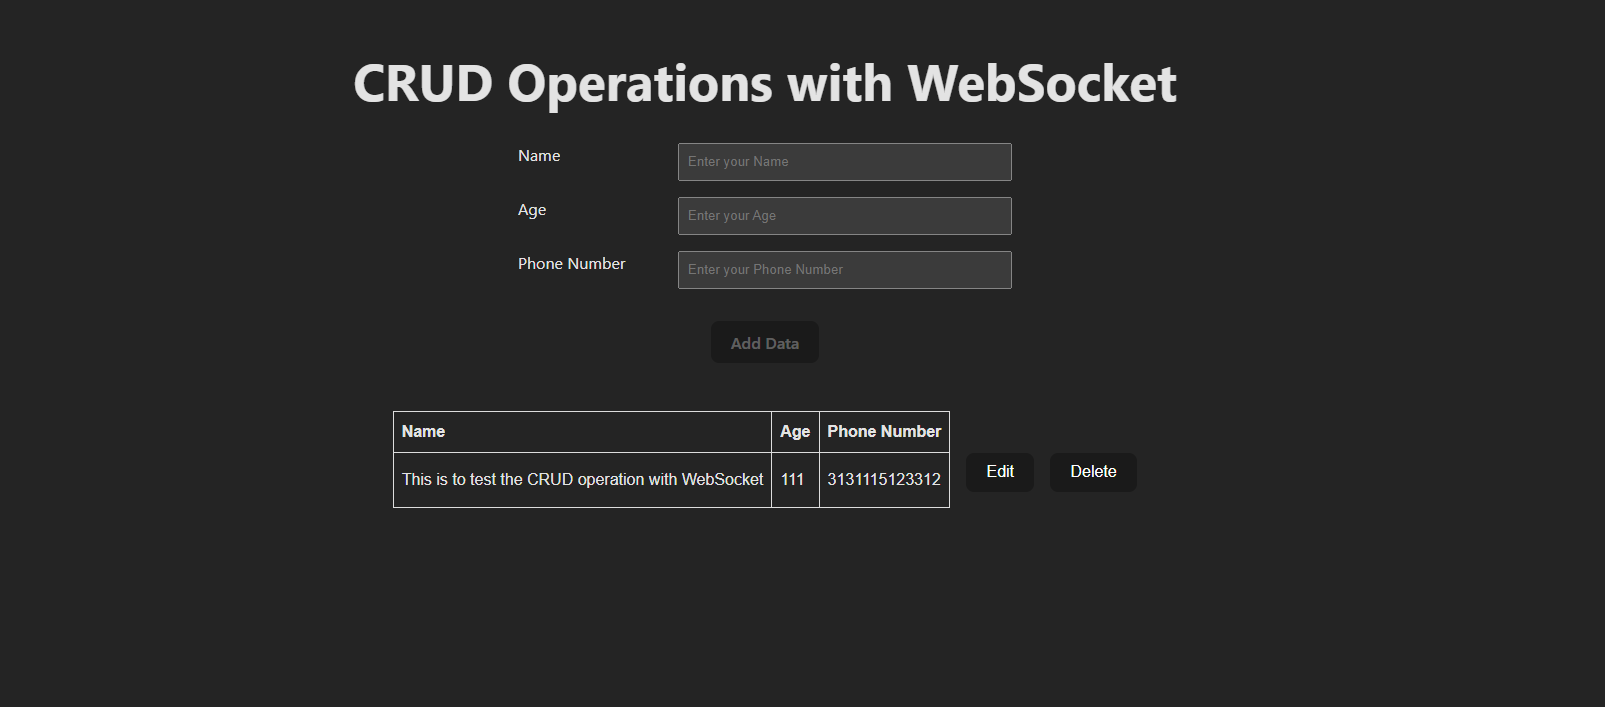 CRUD Operations with WebSocket
Name
Enter your Name
Age
Enter your Age
Phone Number
Enter your Phone Number
Add Data
Name Age Phone Number
This is to test the CRUD operation with WebSocket 111 3131115123312 Edit Delete